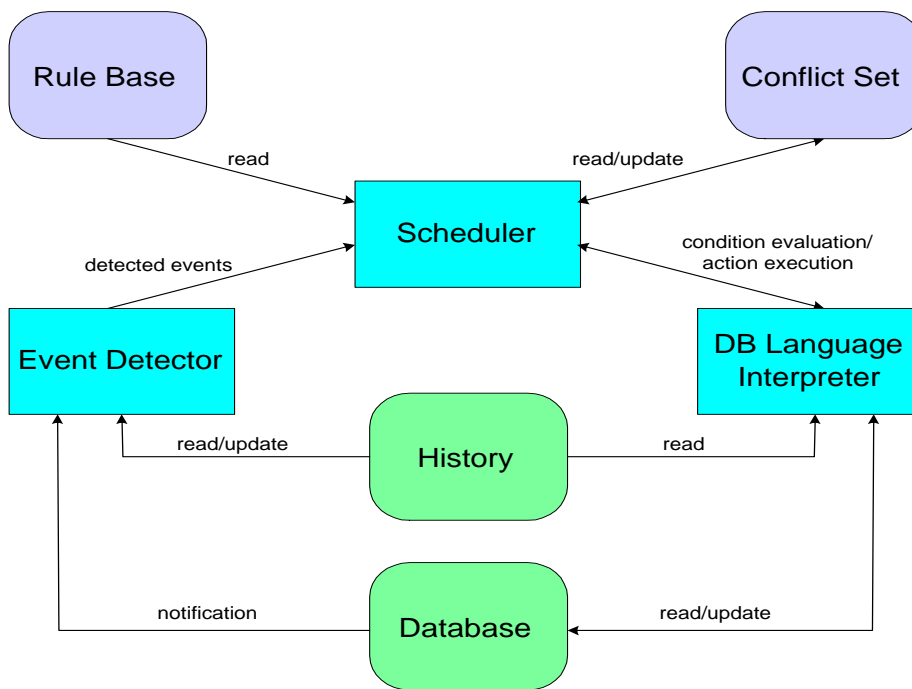 Rule Base
Conflict Set
read
read/update
Scheduler
condition evaluation/
action execution
detected events
Event Detector
DB Language
Interpreter
read/update
History
read
notification
Database
read/update